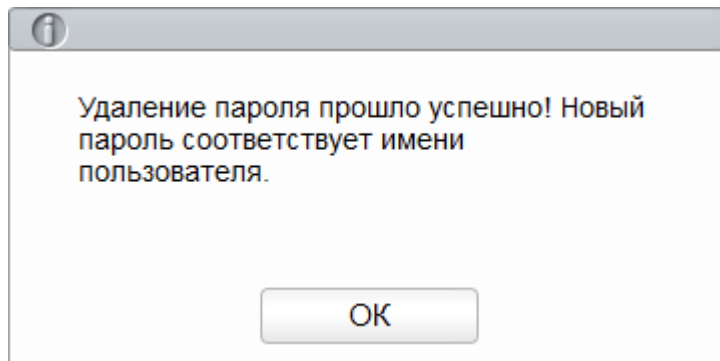 Удаление пароля прошло успешно! Новый
пароль соответствует имени
пользователя.
ОК